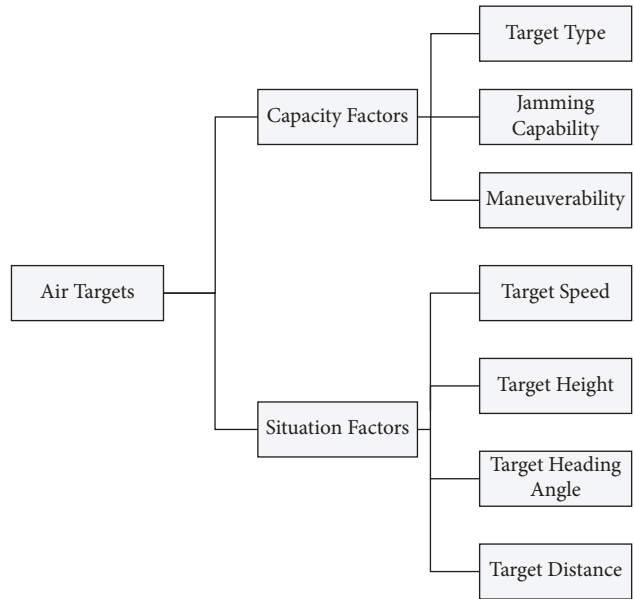 Air Targets
Capacity Factors
Target Type
Jamming
Capability
Maneuverability
Situation Factors
Target Speed
Target Height
Target Heading
Angle
Target Distance